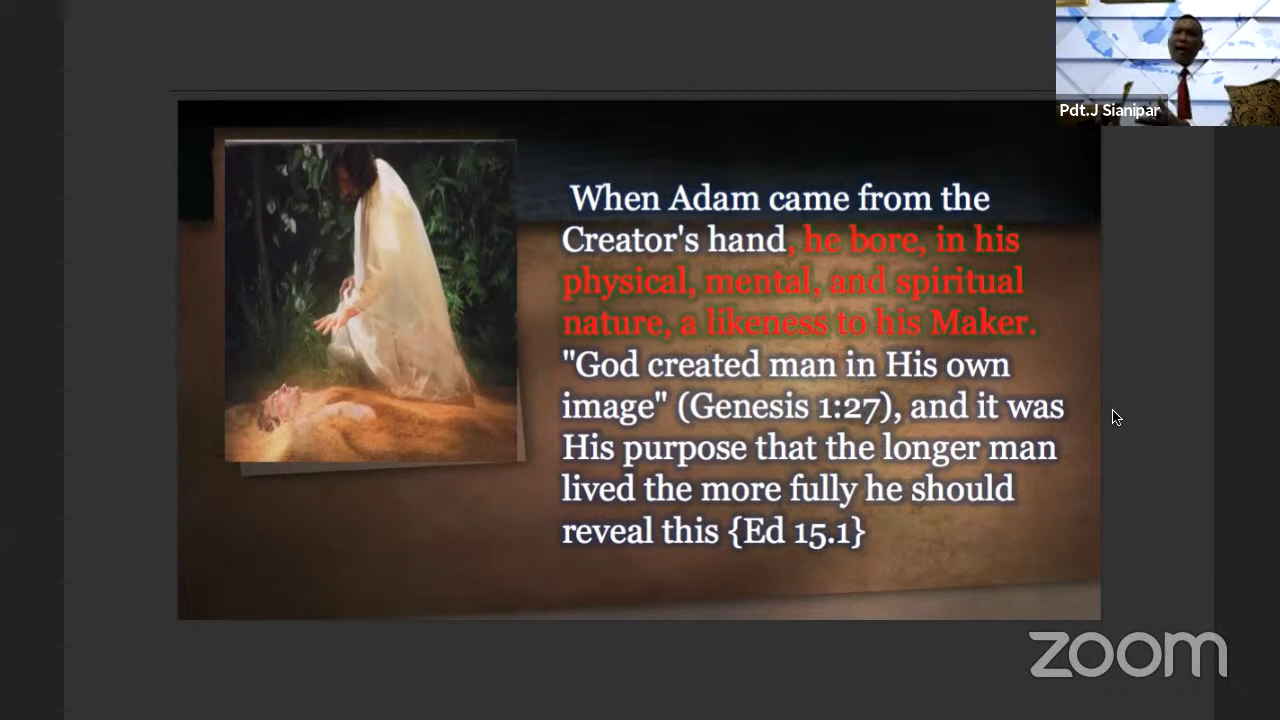 Pdt.J Sianipar
When Adam came from the
Creator's hand, he bore, in his
physical, mental, and spiritual
nature, a likeness to his Maker.
"God created man in His own
image" (Genesis 1:27), and it was
His purpose that the longer man
lived the more fully he should
reveal this {Ed 15.1}
zoom